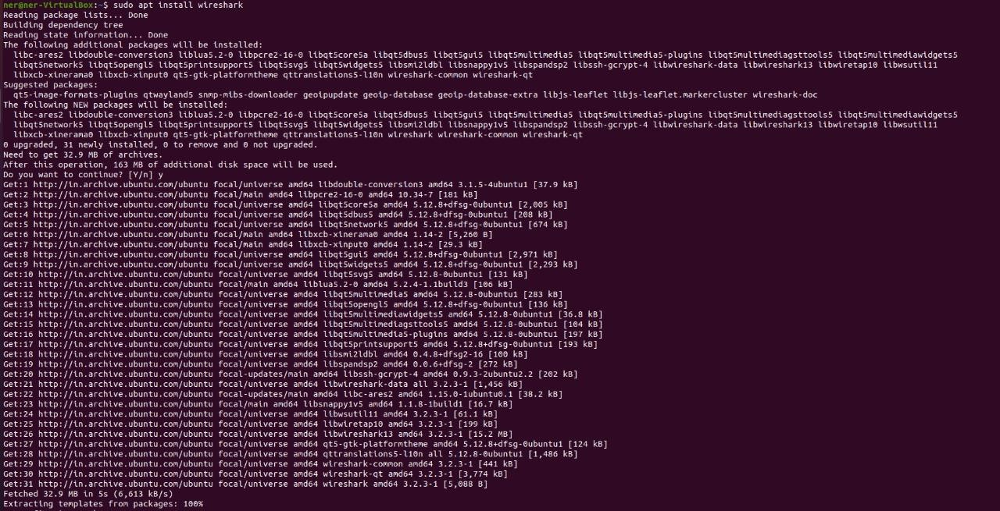 ner@ner-VirtualBox:~$ sudo apt install wireshark
Reading package lists... Done
Building dependency tree
Reading state information... Done
The following additional packages will be installed:
  libc-ares2 libdouble-conversion3 liblua5.2-0 libpcre2-16-0 libqt5core5a libqt5dbus5 libqt5gui5 libqt5multimedia5 libqt5multimedia5-plugins libqt5multimediagsttools5 libqt5multimediawidgets5
  libqt5network5 libqt5opengl5 libqt5printsupport5 libqt5svg5 libqt5widgets5 libsmi2ldbl libsnappy1v5 libspandsp2 libssh-gcrypt-4 libwireshark-data libwireshark13 libwiretap10 libwsutil11
  libxcb-xinerama0 libxcb-xinput0 qt5-gtk-platformtheme qttranslations5-l10n wireshark-common wireshark-qt
Suggested packages:
  qt5-image-formats-plugins qtwayland5 snmp-mibs-downloader geoipupdate geoip-database geoip-database-extra libjs-leaflet libjs-leaflet.markercluster wireshark-doc
The following NEW packages will be installed:
  libc-ares2 libdouble-conversion3 liblua5.2-0 libpcre2-16-0 libqt5core5a libqt5dbus5 libqt5gui5 libqt5multimedia5 libqt5multimedia5-plugins libqt5multimediagsttools5 libqt5multimediawidgets5
  libqt5network5 libqt5opengl5 libqt5printsupport5 libqt5svg5 libqt5widgets5 libsmi2ldbl libsnappy1v5 libspandsp2 libssh-gcrypt-4 libwireshark-data libwireshark13 libwiretap10 libwsutil11
  libxcb-xinerama0 libxcb-xinput0 qt5-gtk-platformtheme qttranslations5-l10n wireshark wireshark-common wireshark-qt
0 upgraded, 31 newly installed, 0 to remove and 0 not upgraded.
Need to get 32.9 MB of archives.
After this operation, 163 MB of additional disk space will be used.
Do you want to continue? [Y/n] y
Get:1 http://in.archive.ubuntu.com/ubuntu focal/universe amd64 libdouble-conversion3 amd64 3.1.5-4ubuntu1 [37.9 kB]
Get:2 http://in.archive.ubuntu.com/ubuntu focal/main amd64 libpcre2-16-0 amd64 10.34-7 [181 kB]
Get:3 http://in.archive.ubuntu.com/ubuntu focal/universe amd64 libqt5core5a amd64 5.12.8+dfsg-0ubuntu1 [2,005 kB]
Get:4 http://in.archive.ubuntu.com/ubuntu focal/universe amd64 libqt5dbus5 amd64 5.12.8+dfsg-0ubuntu1 [208 kB]
Get:5 http://in.archive.ubuntu.com/ubuntu focal/universe amd64 libqt5network5 amd64 5.12.8+dfsg-0ubuntu1 [674 kB]
Get:6 http://in.archive.ubuntu.com/ubuntu focal/main amd64 libxcb-xinerama0 amd64 1.14-2 [5,260 B]
Get:7 http://in.archive.ubuntu.com/ubuntu focal/main amd64 libxcb-xinput0 amd64 1.14-2 [29.3 kB]
Get:8 http://in.archive.ubuntu.com/ubuntu focal/universe amd64 libqt5gui5 amd64 5.12.8+dfsg-0ubuntu1 [2,971 kB]
Get:9 http://in.archive.ubuntu.com/ubuntu focal/universe amd64 libqt5widgets5 amd64 5.12.8+dfsg-0ubuntu1 [2,293 kB]
Get:10 http://in.archive.ubuntu.com/ubuntu focal/universe amd64 libqt5svg5 amd64 5.12.8-0ubuntu1 [131 kB]
Get:11 http://in.archive.ubuntu.com/ubuntu focal/main amd64 liblua5.2-0 amd64 5.2.4-1.1build3 [106 kB]
Get:12 http://in.archive.ubuntu.com/ubuntu focal/universe amd64 libqt5multimedia5 amd64 5.12.8-0ubuntu1 [283 kB]
Get:13 http://in.archive.ubuntu.com/ubuntu focal/universe amd64 libqt5opengl5 amd64 5.12.8+dfsg-0ubuntu1 [136 kB]
Get:14 http://in.archive.ubuntu.com/ubuntu focal/universe amd64 libqt5multimediawidgets5 amd64 5.12.8-0ubuntu1 [36.8 kB]
Get:15 http://in.archive.ubuntu.com/ubuntu focal/universe amd64 libqt5multimediagsttools5 amd64 5.12.8-0ubuntu1 [104 kB]
Get:16 http://in.archive.ubuntu.com/ubuntu focal/universe amd64 libqt5multimedia5-plugins amd64 5.12.8-0ubuntu1 [197 kB]
Get:17 http://in.archive.ubuntu.com/ubuntu focal/universe amd64 libqt5printsupport5 amd64 5.12.8+dfsg-0ubuntu1 [193 kB]
Get:18 http://in.archive.ubuntu.com/ubuntu focal/universe amd64 libsmi2ldbl amd64 0.4.8+dfsg2-16 [100 kB]
Get:19 http://in.archive.ubuntu.com/ubuntu focal/universe amd64 libspandsp2 amd64 0.0.6+dfsg-2 [272 kB]
Get:20 http://in.archive.ubuntu.com/ubuntu focal-updates/main amd64 libssh-gcrypt-4 amd64 0.9.3-2ubuntu2.2 [202 kB]
Get:21 http://in.archive.ubuntu.com/ubuntu focal/universe amd64 libwireshark-data all 3.2.3-1 [1,456 kB]
Get:22 http://in.archive.ubuntu.com/ubuntu focal-updates/main amd64 libc-ares2 amd64 1.15.0-1ubuntu0.1 [38.2 kB]
Get:23 http://in.archive.ubuntu.com/ubuntu focal/main amd64 libsnappy1v5 amd64 1.1.8-1build1 [16.7 kB]
Get:24 http://in.archive.ubuntu.com/ubuntu focal/universe amd64 libwsutil11 amd64 3.2.3-1 [61.1 kB]
Get:25 http://in.archive.ubuntu.com/ubuntu focal/universe amd64 libwiretap10 amd64 3.2.3-1 [199 kB]
Get:26 http://in.archive.ubuntu.com/ubuntu focal/universe amd64 libwireshark13 amd64 3.2.3-1 [15.2 MB]
Get:27 http://in.archive.ubuntu.com/ubuntu focal/universe amd64 qt5-gtk-platformtheme amd64 5.12.8+dfsg-0ubuntu1 [124 kB]
Get:28 http://in.archive.ubuntu.com/ubuntu focal/universe amd64 qttranslations5-l10n all 5.12.8-0ubuntu1 [1,486 kB]
Get:29 http://in.archive.ubuntu.com/ubuntu focal/universe amd64 wireshark-common amd64 3.2.3-1 [441 kB]
Get:30 http://in.archive.ubuntu.com/ubuntu focal/universe amd64 wireshark-qt amd64 3.2.3-1 [3,774 kB]
Get:31 http://in.archive.ubuntu.com/ubuntu focal/universe amd64 wireshark amd64 3.2.3-1 [5,088 B]
Fetched 32.9 MB in 5s (6,613 kB/s)
Extracting templates from packages: 100%